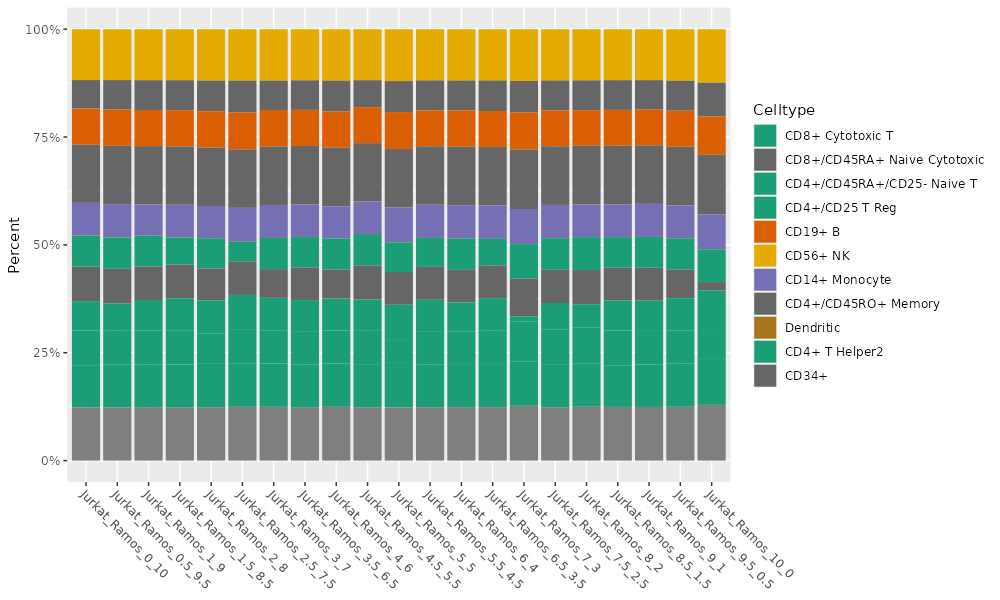 100%
75%
50%
25%
0%
Percent
Jurkat_Ramos_0_10
Jurkat_Ramos_0.5_9.5
Jurkat_Ramos_1_9
Jurkat_Ramos_1.5_8.5
Jurkat_Ramos_2_8
Jurkat_Ramos_2.5_7.5
Jurkat_Ramos_3_7
Jurkat_Ramos_3.5_6.5
Jurkat_Ramos_4_6
Jurkat_Ramos_4.5_5.5
Jurkat_Ramos_5_5
Jurkat_Ramos_5.5_4.5
Jurkat_Ramos_6_4
Jurkat_Ramos_6.5_3.5
Jurkat_Ramos_7_3
Jurkat_Ramos_7.5_2.5
Jurkat_Ramos_8_2
Jurkat_Ramos_8.5_1.5
Jurkat_Ramos_9_1
Jurkat_Ramos_9.5_0.5
Jurkat_Ramos_10_0
Celltype
CD8+ Cytotoxic T
CD8+/CD45RA+ Naive Cytotoxic
CD4+/CD45RA+/CD25- Naive T
CD4+/CD25 T Reg
CD19+ B
CD56+ NK
CD14+ Monocyte
CD4+/CD45RO+ Memory
Dendritic
CD4+ T Helper2
CD34+